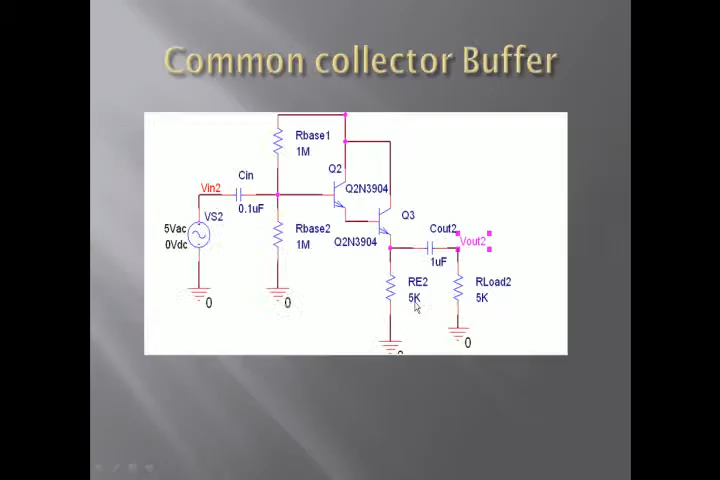 Common collector Buffer
Rbase1
1M
Q2
Q2N3904
Cin
Vin2
0.1uF
VS2
5Vac
0Vdc
Rbase2
1M
Q3
Q2N3904
Cout2
Vout2
1uF
RE2
5K
RLoad2
5K
0
0
0